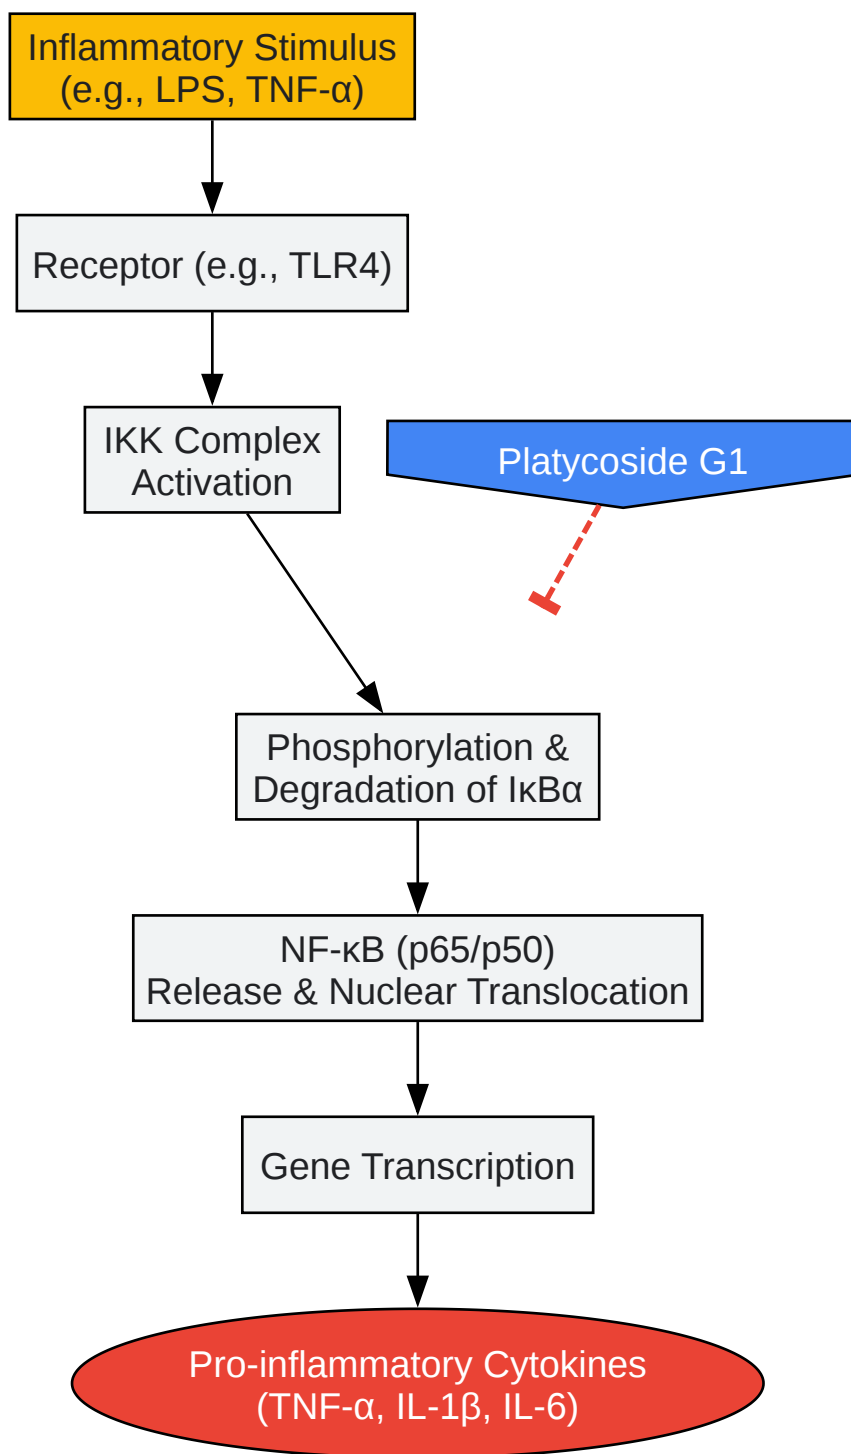 Inflammatory Stimulus
(e.g., LPS, TNF-α)
Receptor (e.g., TLR4)
IKK Complex
Activation
Platycoside G1
Phosphorylation &
Degradation of IκBα
NF-κB (p65/p50)
Release & Nuclear Translocation
Gene Transcription
Pro-inflammatory Cytokines
(TNF-α, IL-1β, IL-6)